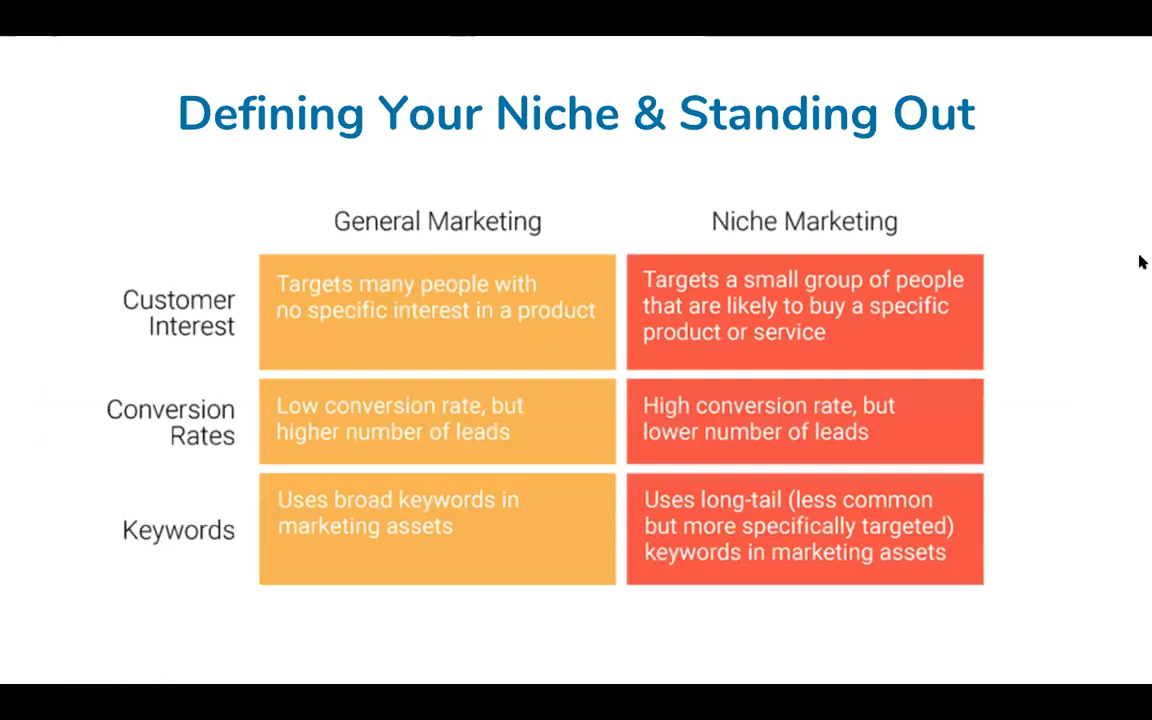 Defining Your Niche & Standing Out
General Marketing
Niche Marketing
Customer
Interest
Targets many people with
no specific interest in a product
Targets a small group of people
that are likely to buy a specific
product or service
Conversion
Rates
Low conversion rate, but
higher number of leads
High conversion rate, but
lower number of leads
Keywords
Uses broad keywords in
marketing assets
Uses long-tail (less common
but more specifically targeted)
keywords in marketing assets